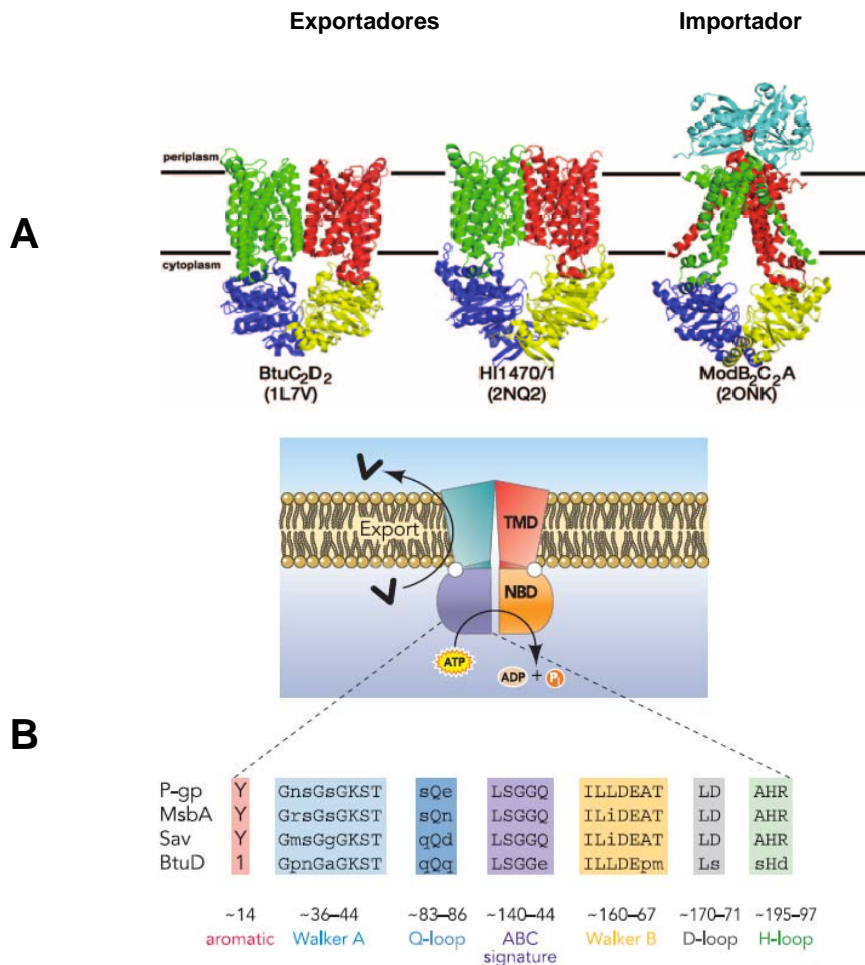 Exportadores Importador
periplasm
A
cytoplasm
BtuC2D2 HI1470/1 ModB2C2A
(1L7V) (2NQ2) (2ONK)
Export TMD
NBD
ATP
ADP + Pi
B
P-gp Y GnsGsGKST sQe LSGGQ ILLDEAT LD AHR
MsbA Y GrsGsGKST sQn LSGGQ ILiDEAT LD AHR
Sav Y GmsGgGKST qQd LSGGQ ILiDEAT LD AHR
BtuD 1 GpnGaGKST qQq LSGGe ILLDEpm Ls sHd
~14 ~36–44 ~83–86 ~140–44 ~160–67 ~170–71 ~195–97
aromatic Walker A Q-loop ABC Walker B D-loop H-loop
signature